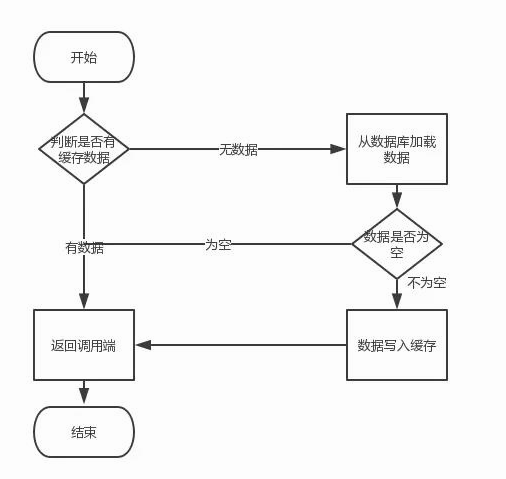 开始
判断是否有
缓存数据
无数据
从数据库加载
数据
数据是否为
空
为空
有数据
不为空
返回调用端
数据写入缓存
结束